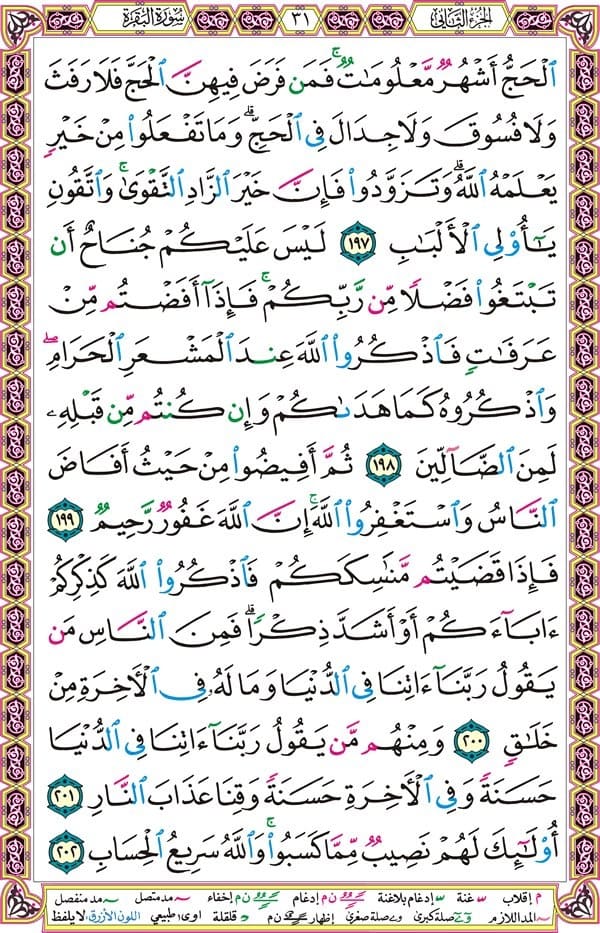 الجزء الثاني ٣١ سورة البقرة
ٱلْحَجُّ أَشْهُرٌ مَّعْلُومَٰتٌ ۚ فَمَن فَرَضَ فِيهِنَّ ٱلْحَجَّ فَلَا رَفَثَ
وَلَا فُسُوقَ وَلَا جِدَالَ فِى ٱلْحَجِّ ۗ وَمَا تَفْعَلُوا۟ مِنْ خَيْرٍ
يَعْلَمْهُ ٱللَّهُ ۗ وَتَزَوَّدُوا۟ فَإِنَّ خَيْرَ ٱلزَّادِ ٱلتَّقْوَىٰ ۚ وَٱتَّقُونِ
يَٰٓأُو۟لِى ٱلْأَلْبَٰبِ ١٩٧ لَيْسَ عَلَيْكُمْ جُنَاحٌ أَن
تَبْتَغُوا۟ فَضْلًا مِّن رَّبِّكُمْ ۚ فَإِذَآ أَفَضْتُم مِّنْ
عَرَفَٰتٍ فَٱذْكُرُوا۟ ٱللَّهَ عِندَ ٱلْمَشْعَرِ ٱلْحَرَامِ ۖ
وَٱذْكُرُوهُ كَمَا هَدَىٰكُمْ وَإِن كُنتُم مِّن قَبْلِهِۦ
لَمِنَ ٱلضَّآلِّينَ ١٩٨ ثُمَّ أَفِيضُوا۟ مِنْ حَيْثُ أَفَاضَ
ٱلنَّاسُ وَٱسْتَغْفِرُوا۟ ٱللَّهَ ۚ إِنَّ ٱللَّهَ غَفُورٌ رَّحِيمٌ ١٩٩
فَإِذَا قَضَيْتُم مَّنَٰسِكَكُمْ فَٱذْكُرُوا۟ ٱللَّهَ كَذِكْرِكُمْ
ءَابَآءَكُمْ أَوْ أَشَدَّ ذِكْرًا ۗ فَمِنَ ٱلنَّاسِ مَن
يَقُولُ رَبَّنَآ ءَاتِنَا فِى ٱلدُّنْيَا وَمَا لَهُۥ فِى ٱلْءَاخِرَةِ مِنْ
خَلَٰقٍ ٢٠٠ وَمِنْهُم مَّن يَقُولُ رَبَّنَآ ءَاتِنَا فِى ٱلدُّنْيَا
حَسَنَةً وَفِى ٱلْءَاخِرَةِ حَسَنَةً وَقِنَا عَذَابَ ٱلنَّارِ ٢٠١
أُو۟لَٰٓئِكَ لَهُمْ نَصِيبٌ مِّمَّا كَسَبُوا۟ ۚ وَٱللَّهُ سَرِيعُ ٱلْحِسَابِ ٢٠٢
م إقلاب غنة إدغام بلاغنة ن م إدغام ن م إخفاء مد متصل مد منفصل
المد اللازم صلة كبرى صلة صغرى إظهار ن م قلقلة اوى: طبيعي اللون الأزرق: لا يلفظ